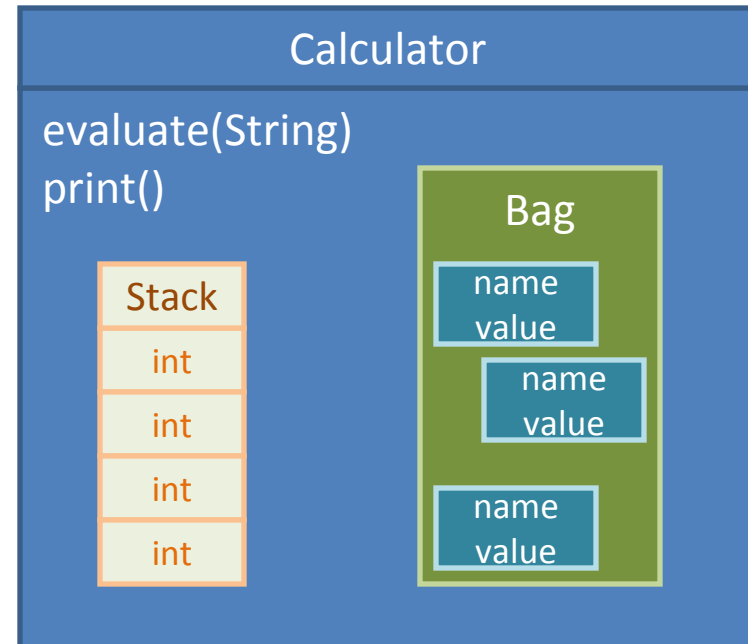 Calculator
evaluate(String)
print()
Stack
int
int
int
int
Bag
name
value
name
value
name
value